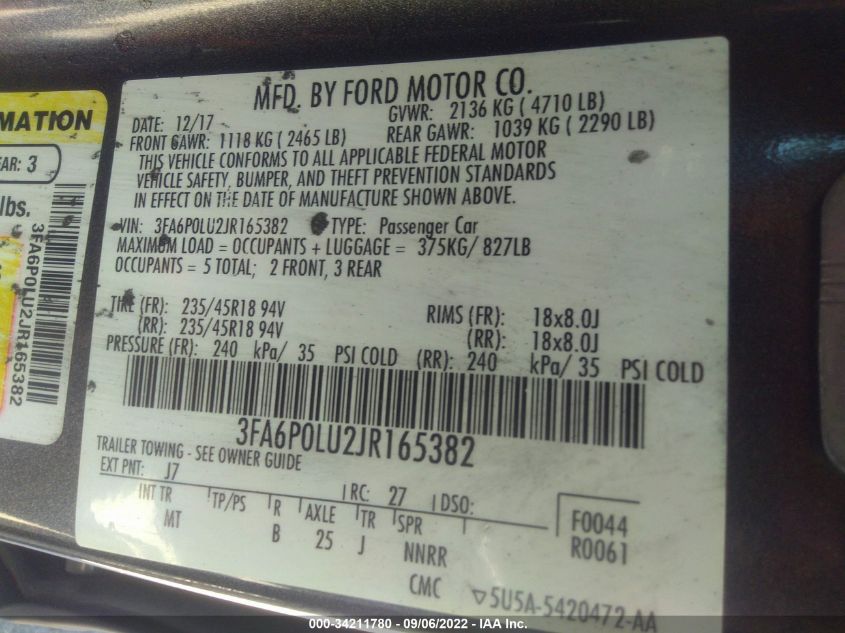 MFD. BY FORD MOTOR CO.
DATE: 12/17 GVWR: 2136 KG ( 4710 LB)
FRONT GAWR: 1118 KG ( 2465 LB) REAR GAWR: 1039 KG ( 2290 LB)
THIS VEHICLE CONFORMS TO ALL APPLICABLE FEDERAL MOTOR
VEHICLE SAFETY, BUMPER, AND THEFT PREVENTION STANDARDS
IN EFFECT ON THE DATE OF MANUFACTURE SHOWN ABOVE.
VIN: 3FA6P0LU2JR165382 TYPE: Passenger Car
MAXIMUM LOAD = OCCUPANTS + LUGGAGE = 375KG/ 827LB
OCCUPANTS = 5 TOTAL; 2 FRONT, 3 REAR
TIRE (FR): 235/45R18 94V RIMS (FR): 18x8.0J
(RR): 235/45R18 94V (RR): 18x8.0J
PRESSURE (FR): 240 kPa/ 35 PSI COLD (RR): 240 kPa/ 35 PSI COLD
3FA6P0LU2JR165382
TRAILER TOWING - SEE OWNER GUIDE
EXT PNT: J7 RC: 27 DSO:
INT TR TP/PS R AXLE TR SPR
MT B 25 J NNRR
CMC
F0044
R0061
▽5U5A-5420472-AA
MATION
EAR: 3
lbs.
3FA6P0LU2JR165382
000-34211780 - 09/06/2022 - IAA Inc.